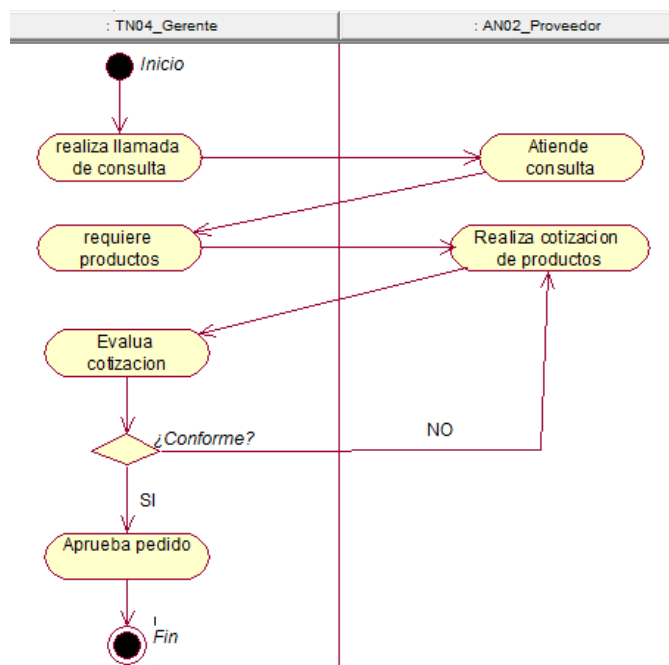 : TN04_Gerente
: AN02_Proveedor
Inicio
realiza llamada
de consulta
Atiende
consulta
requiere
productos
Realiza cotizacion
de productos
Evalua
cotizacion
¿Conforme?
NO
SI
Aprueba pedido
Fin